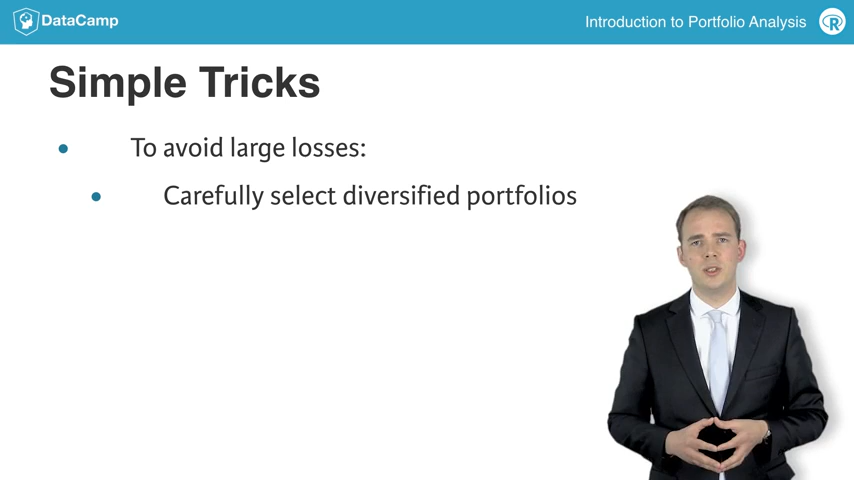 DataCamp
Introduction to Portfolio Analysis
R
Simple Tricks
• To avoid large losses:
• Carefully select diversified portfolios